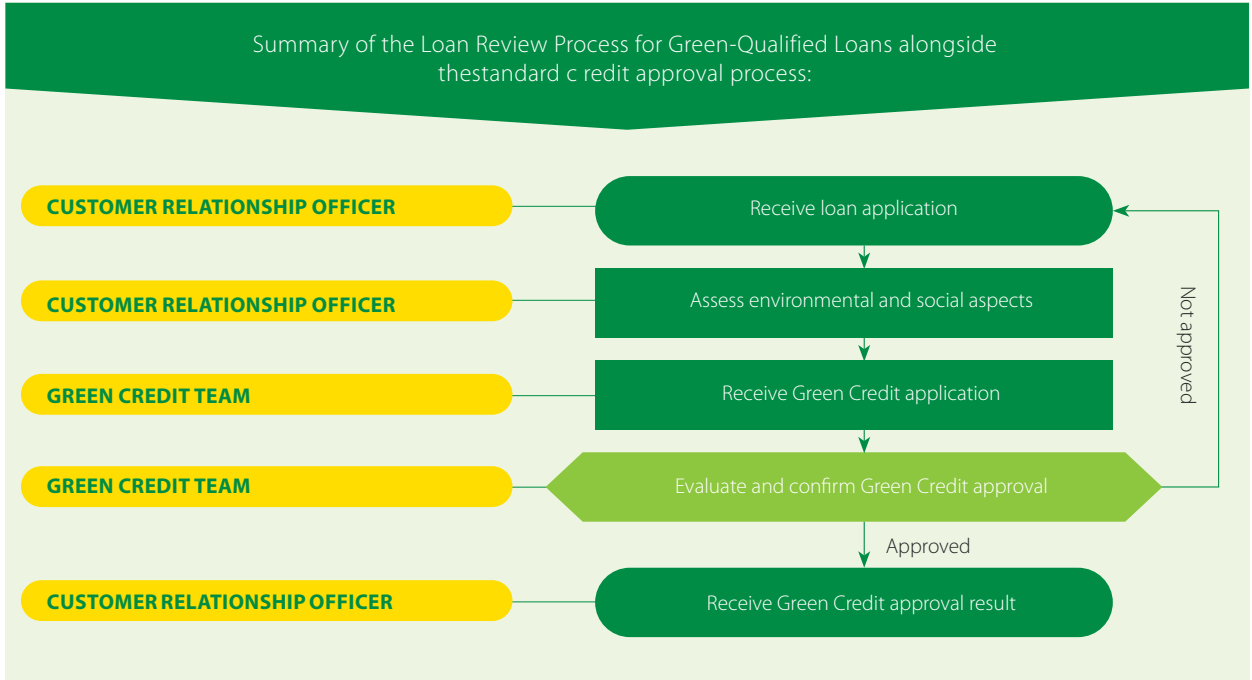 Summary of the Loan Review Process for Green-Qualified Loans alongside
thestandard c redit approval process:
CUSTOMER RELATIONSHIP OFFICER
Receive loan application
CUSTOMER RELATIONSHIP OFFICER
Assess environmental and social aspects
Not approved
GREEN CREDIT TEAM
Receive Green Credit application
GREEN CREDIT TEAM
Evaluate and confirm Green Credit approval
Approved
CUSTOMER RELATIONSHIP OFFICER
Receive Green Credit approval result